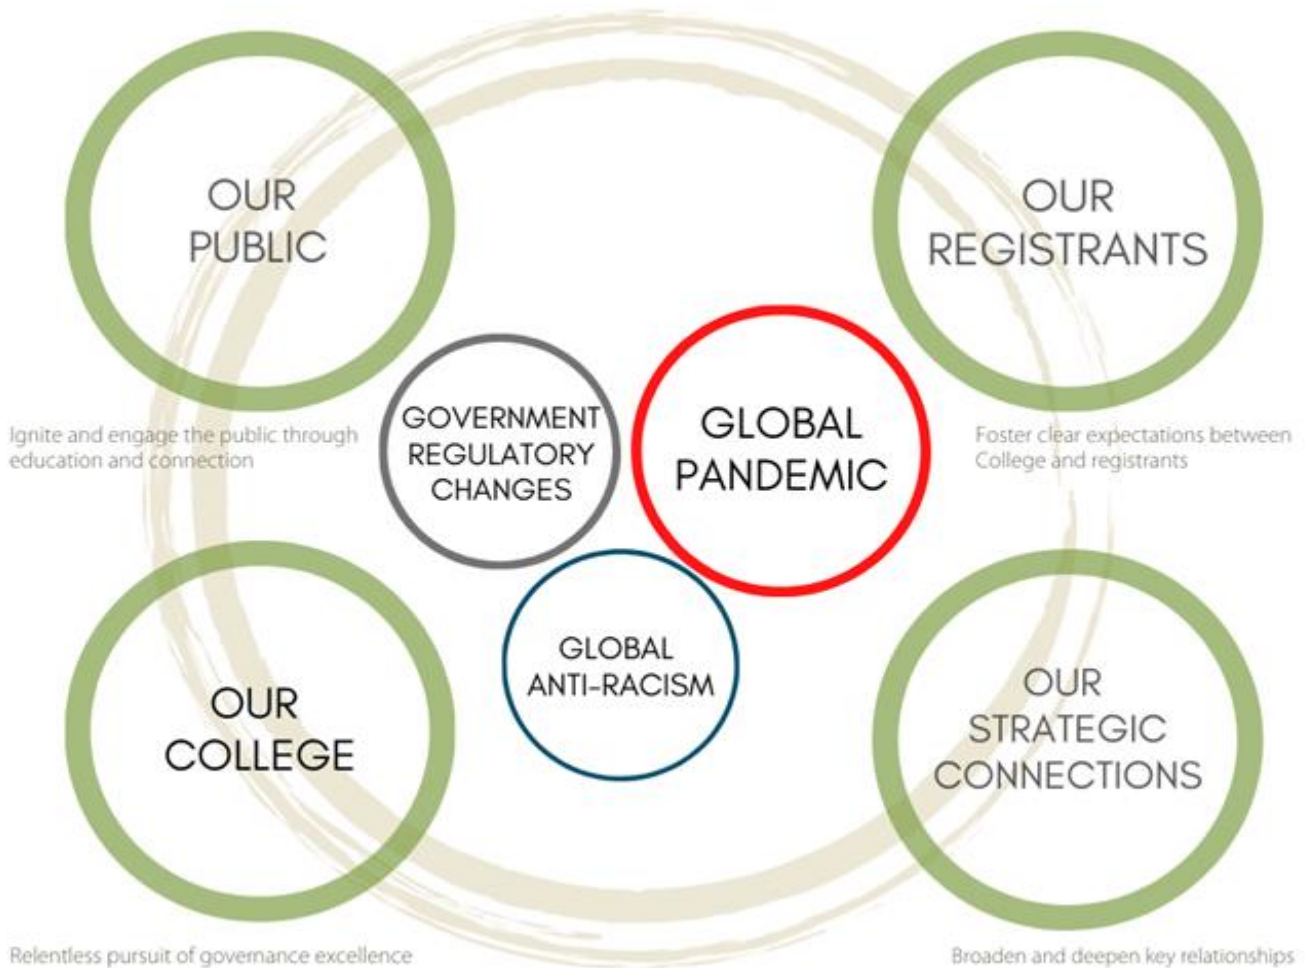 OUR
PUBLIC
OUR
REGISTRANTS
Ignite and engage the public through
education and connection
GOVERNMENT
REGULATORY
CHANGES
GLOBAL
PANDEMIC
Foster clear expectations between
College and registrants
GLOBAL
ANTI-RACISM
OUR
COLLEGE
OUR
STRATEGIC
CONNECTIONS
Relentless pursuit of governance excellence
Broaden and deepen key relationships